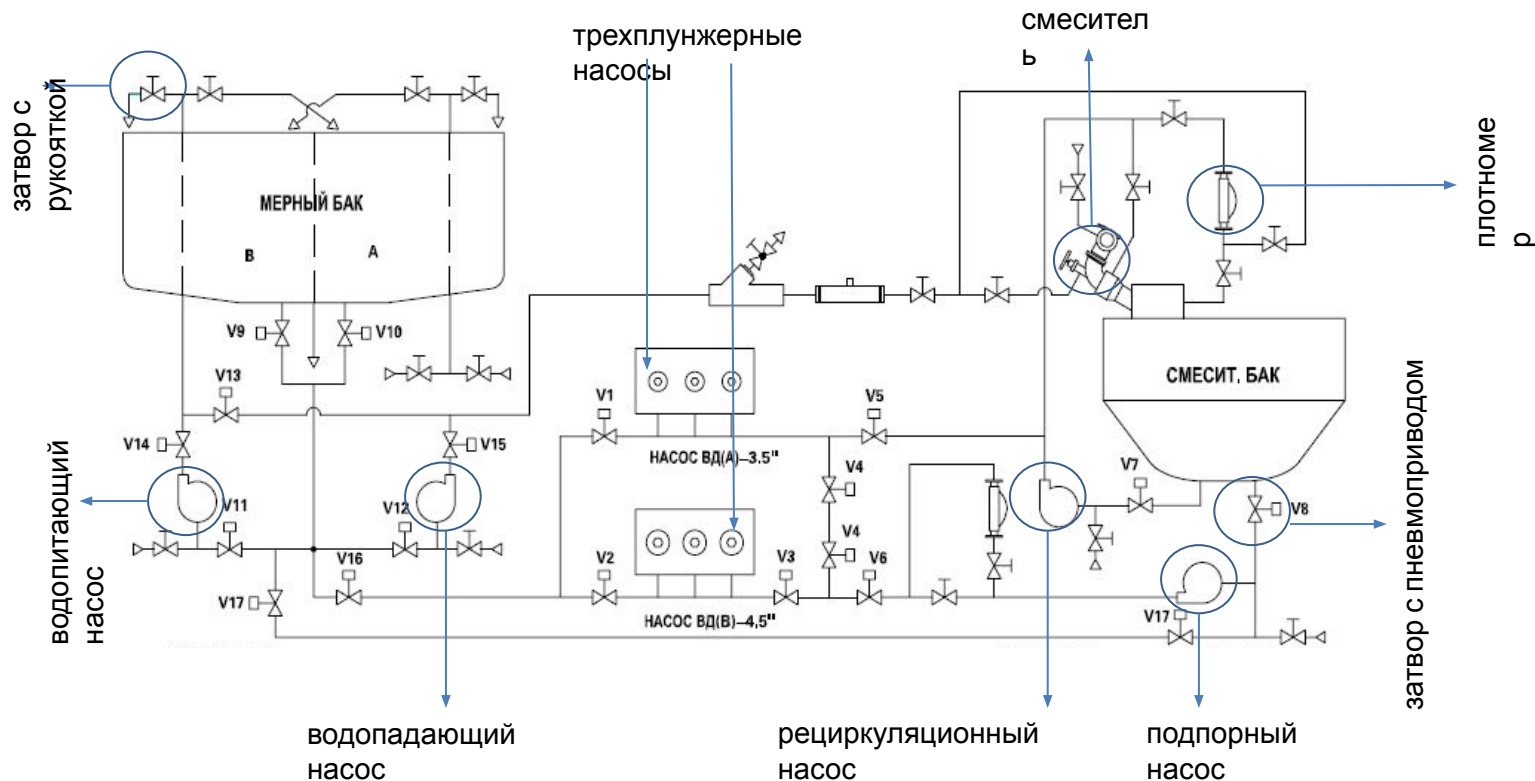 трехплунжерные
насосы
смесител
ь
затвор с
рукояткой
плотноме
р
МЕРНЫЙ БАК
В
А
V9
V10
V13
V14
V15
V1
V5
НАСОС ВД(А)–3.5"
СМЕСИТ. БАК
V4
V7
V8
водопитающий
насос
V11
V12
V16
V2
V3
V4
V6
V17
НАСОС ВД(В)–4,5"
V17
затвор с пневмоприводом
водопадающий
насос
рециркуляционный
насос
подпорный
насос